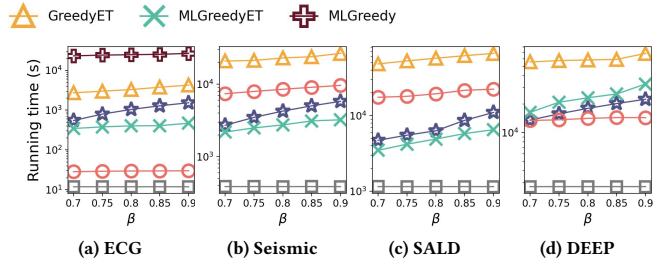 GreedyET MLGreedyET MLGreedy
Running time (s)
10⁴
10³
10²
10¹
0.7 0.75 0.8 0.85 0.9
β
(a) ECG
10⁴
10³
0.7 0.75 0.8 0.85 0.9
β
(b) Seismic
10⁴
10³
0.7 0.75 0.8 0.85 0.9
β
(c) SALD
10⁴
0.7 0.75 0.8 0.85 0.9
β
(d) DEEP